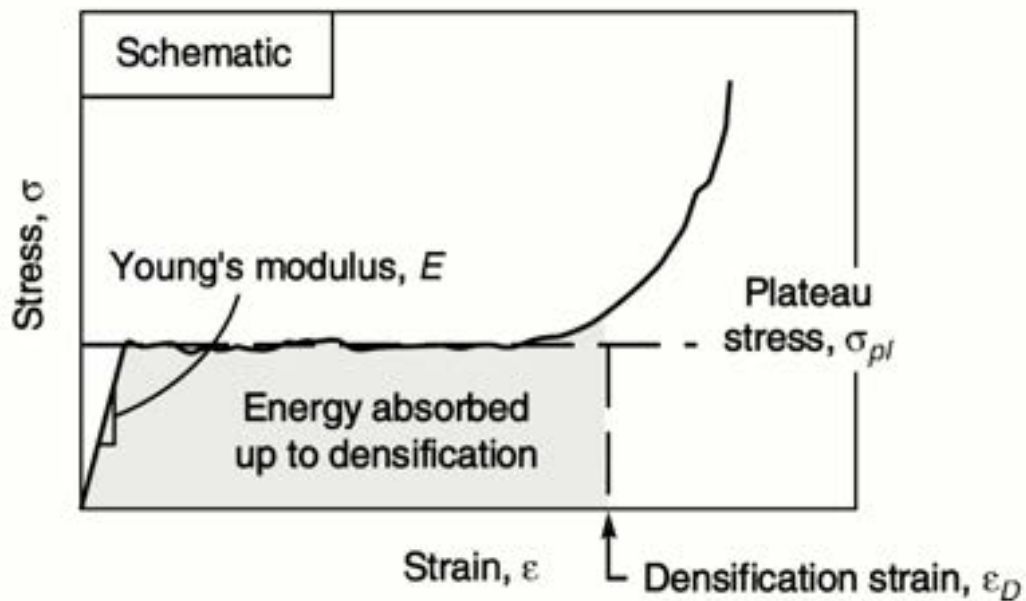 Schematic
Stress, σ
Young's modulus, E
Plateau
stress, σpl
Energy absorbed
up to densification
Strain, ε
Densification strain, εD